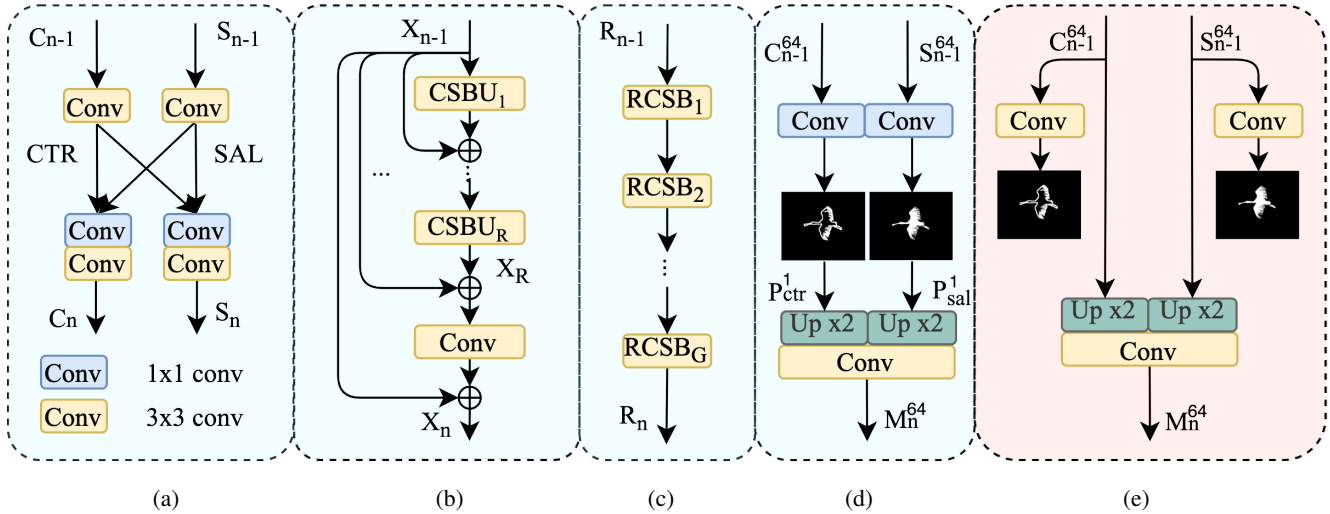 Cn-1
Sn-1
Conv
Conv
CTR
SAL
Conv
Conv
Conv
Conv
Cn
Sn
Conv
1x1 conv
Conv
3x3 conv
(a)
Xn-1
CSBU1
...
CSBUR
XR
Conv
Xn
(b)
Rn-1
RCSB1
RCSB2
RCSBG
Rn
(c)
C64n-1
S64n-1
Conv
Conv
P1ctr
P1sal
Up x2
Up x2
Conv
M64n
(d)
C64n-1
S64n-1
Conv
Conv
Up x2
Up x2
Conv
M64n
(e)